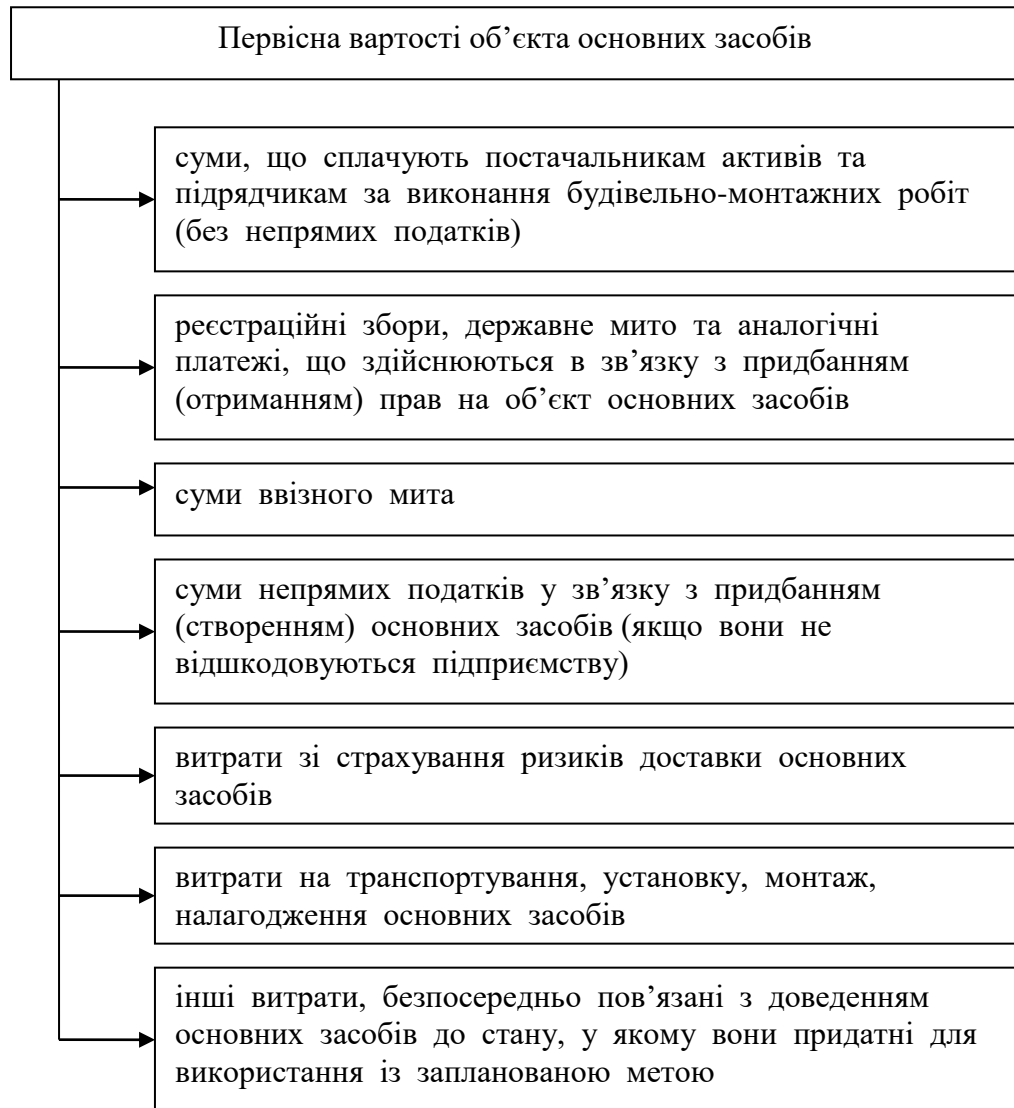 Первісна вартості об’єкта основних засобів
суми, що сплачують постачальникам активів та
підрядчикам за виконання будівельно-монтажних робіт
(без непрямих податків)
реєстраційні збори, державне мито та аналогічні
платежі, що здійснюються в зв’язку з придбанням
(отриманням) прав на об’єкт основних засобів
суми ввізного мита
суми непрямих податків у зв’язку з придбанням
(створенням) основних засобів (якщо вони не
відшкодовуються підприємству)
витрати зі страхування ризиків доставки основних
засобів
витрати на транспортування, установку, монтаж,
налагодження основних засобів
інші витрати, безпосередньо пов’язані з доведенням
основних засобів до стану, у якому вони придатні для
використання із запланованою метою